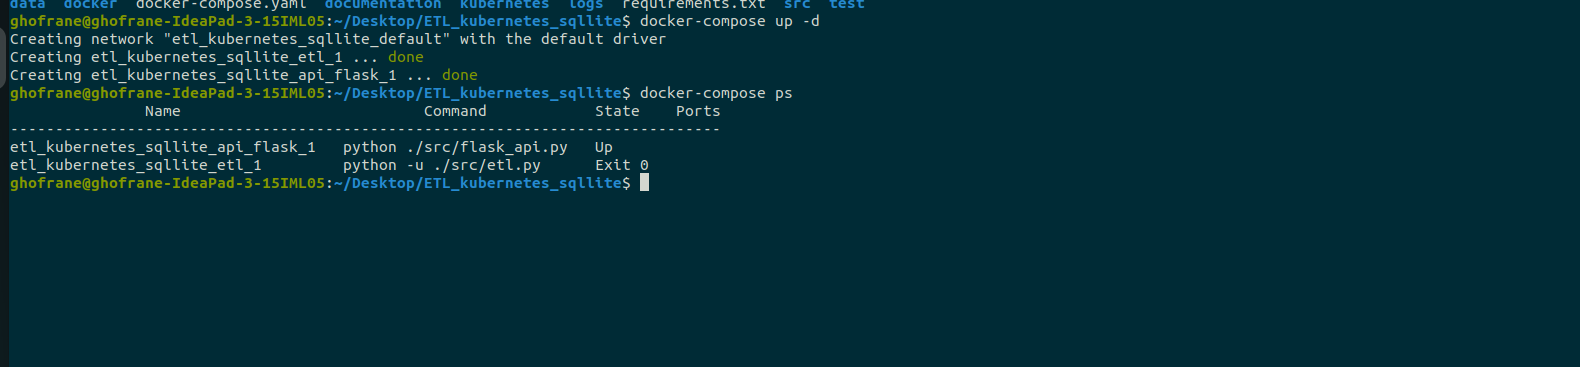 data docker docker-compose.yaml documentation kubernetes logs requirements.txt src test
ghofrane@ghofrane-IdeaPad-3-15IML05:~/Desktop/ETL_kubernetes_sqllite$ docker-compose up -d
Creating network "etl_kubernetes_sqllite_default" with the default driver
Creating etl_kubernetes_sqllite_etl_1 ... done
Creating etl_kubernetes_sqllite_api_flask_1 ... done
ghofrane@ghofrane-IdeaPad-3-15IML05:~/Desktop/ETL_kubernetes_sqllite$ docker-compose ps
Name Command State Ports
-------------------------------------------------------------------------------
etl_kubernetes_sqllite_api_flask_1 python ./src/flask_api.py Up
etl_kubernetes_sqllite_etl_1 python -u ./src/etl.py Exit 0
ghofrane@ghofrane-IdeaPad-3-15IML05:~/Desktop/ETL_kubernetes_sqllite$